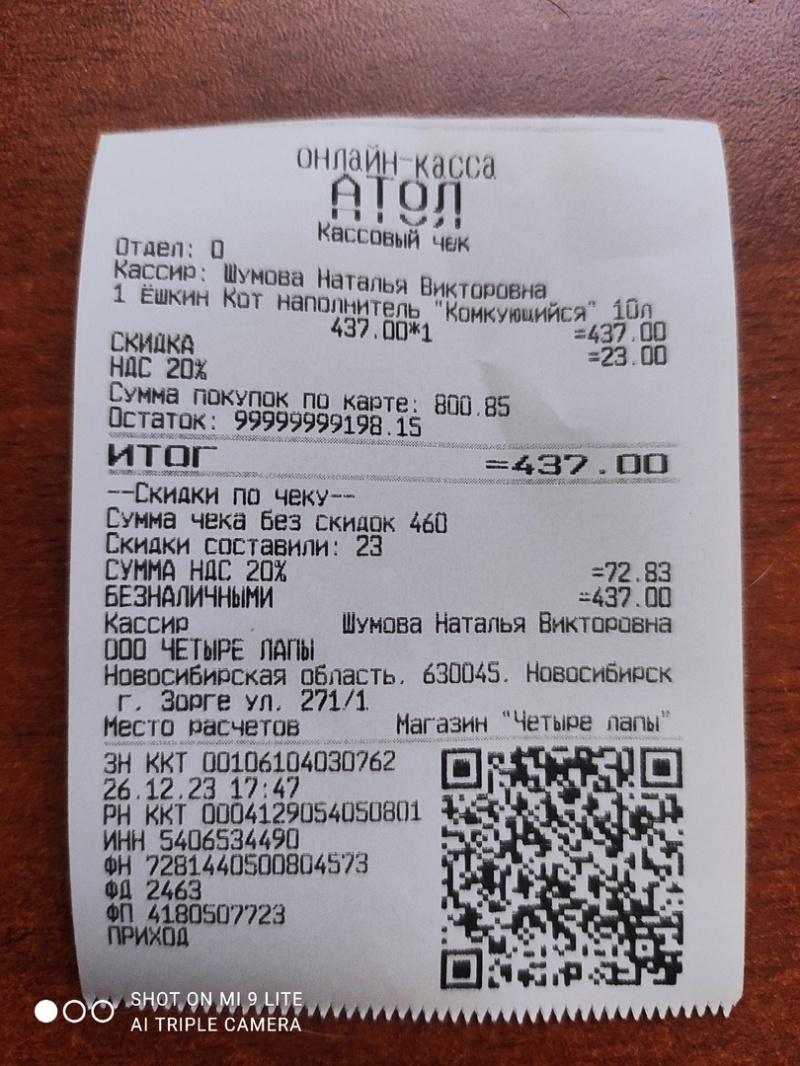 ОНЛАЙН-КАССА
АТОЛ
Кассовый чек
Отдел: 0
Кассир: Шумова Наталья Викторовна
1 Ёшкин Кот наполнитель "Комкующийся" 10л
437.00*1 =437.00
СКИДКА =23.00
НДС 20%
Сумма покупок по карте: 800.85
Остаток: 99999999198.15
ИТОГ =437.00
--Скидки по чеку--
Сумма чека без скидок 460
Скидки составили: 23
СУММА НДС 20% =72.83
БЕЗНАЛИЧНЫМИ =437.00
Кассир Шумова Наталья Викторовна
ООО ЧЕТЫРЕ ЛАПЫ
Новосибирская область, 630045, Новосибирск
г. Зорге ул. 271/1
Место расчетов Магазин "Четыре лапы"
ЗН ККТ 00106104030762
26.12.23 17:47
РН ККТ 0004129054050801
ИНН 5406534490
ФН 7281440500804573
ФД 2463
ФП 4180507723
ПРИХОД
SHOT ON MI 9 LITE
AI TRIPLE CAMERA